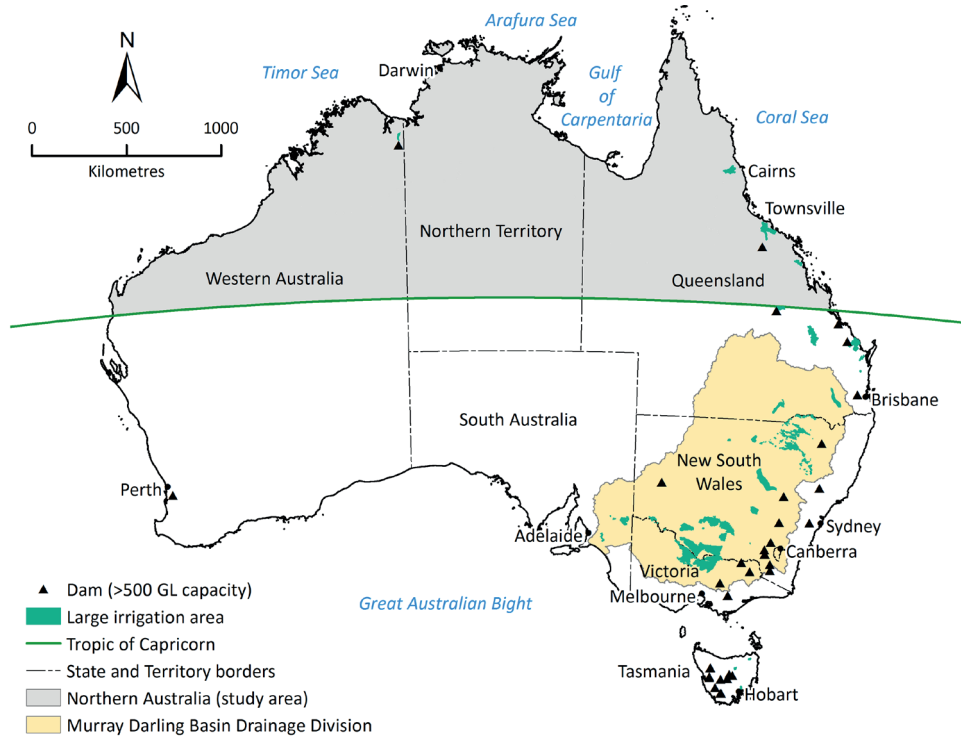 Arafura Sea
N
Timor Sea
Darwin
Gulf
of
Carpentaria
Coral Sea
0 500 1000
Kilometres
Cairns
Townsville
Northern Territory
Western Australia
Queensland
Brisbane
South Australia
New South
Wales
Perth
Adelaide
Sydney
Canberra
Victoria
Melbourne
Great Australian Bight
Tasmania
Hobart
Dam (>500 GL capacity)
Large irrigation area
Tropic of Capricorn
State and Territory borders
Northern Australia (study area)
Murray Darling Basin Drainage Division